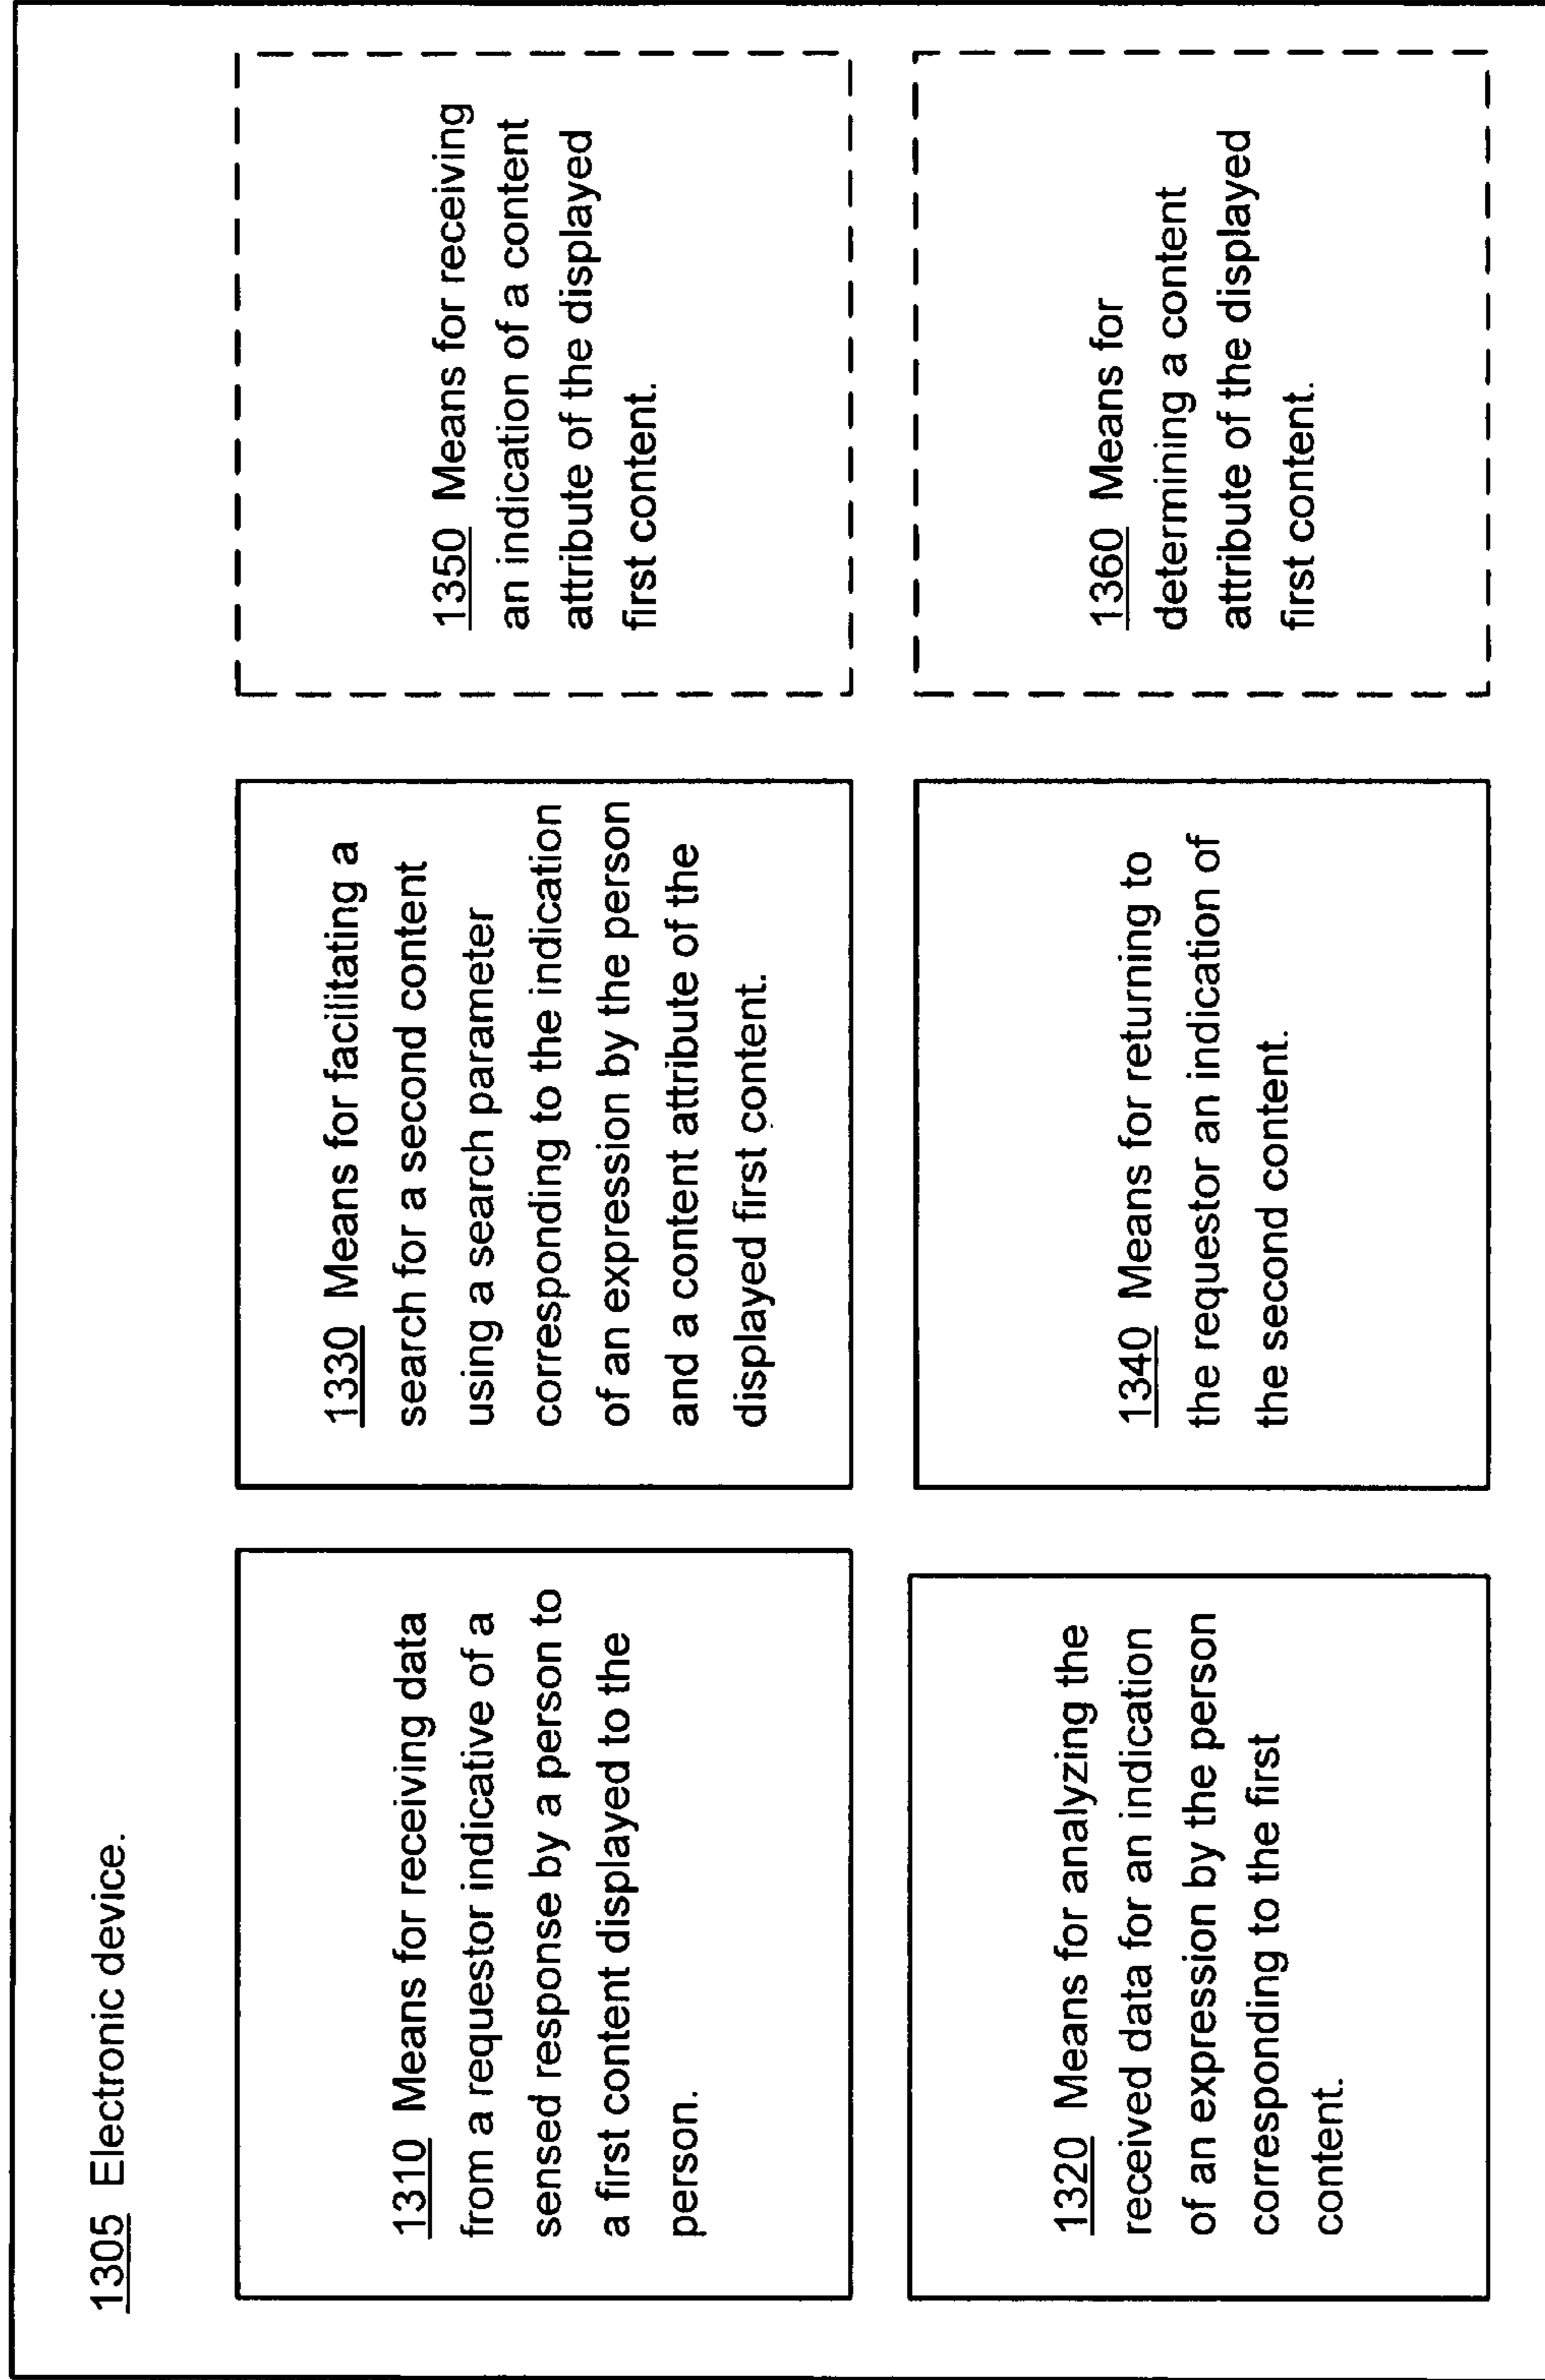 1305 Electronic device.
1310 Means for receiving data
from a requestor indicative of a
sensed response by a person to
a first content displayed to the
person.
1320 Means for analyzing the
received data for an indication
of an expression by the person
corresponding to the first
content.
1330 Means for facilitating a
search for a second content
using a search parameter
corresponding to the indication
of an expression by the person
and a content attribute of the
displayed first content.
1340 Means for returning to
the requestor an indication of
the second content.
1350 Means for receiving
an indication of a content
attribute of the displayed
first content.
1360 Means for
determining a content
attribute of the displayed
first content.